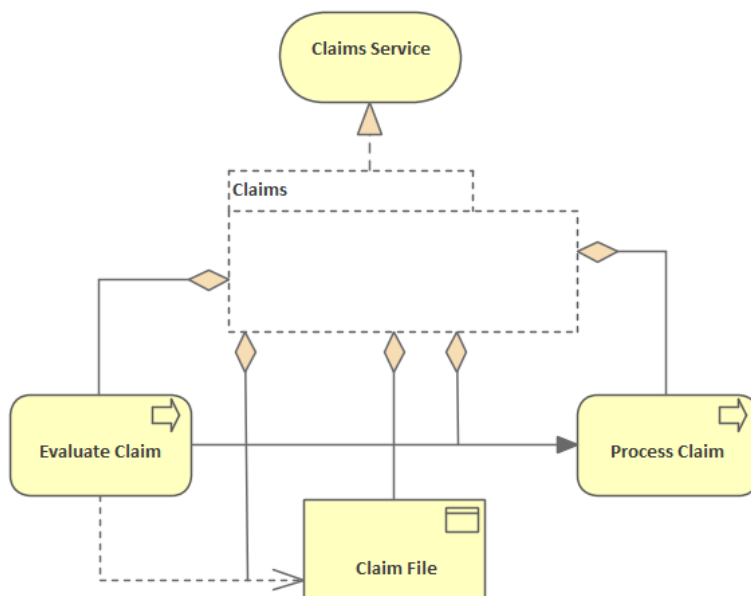 Claims Service
Claims
Evaluate Claim
Process Claim
Claim File